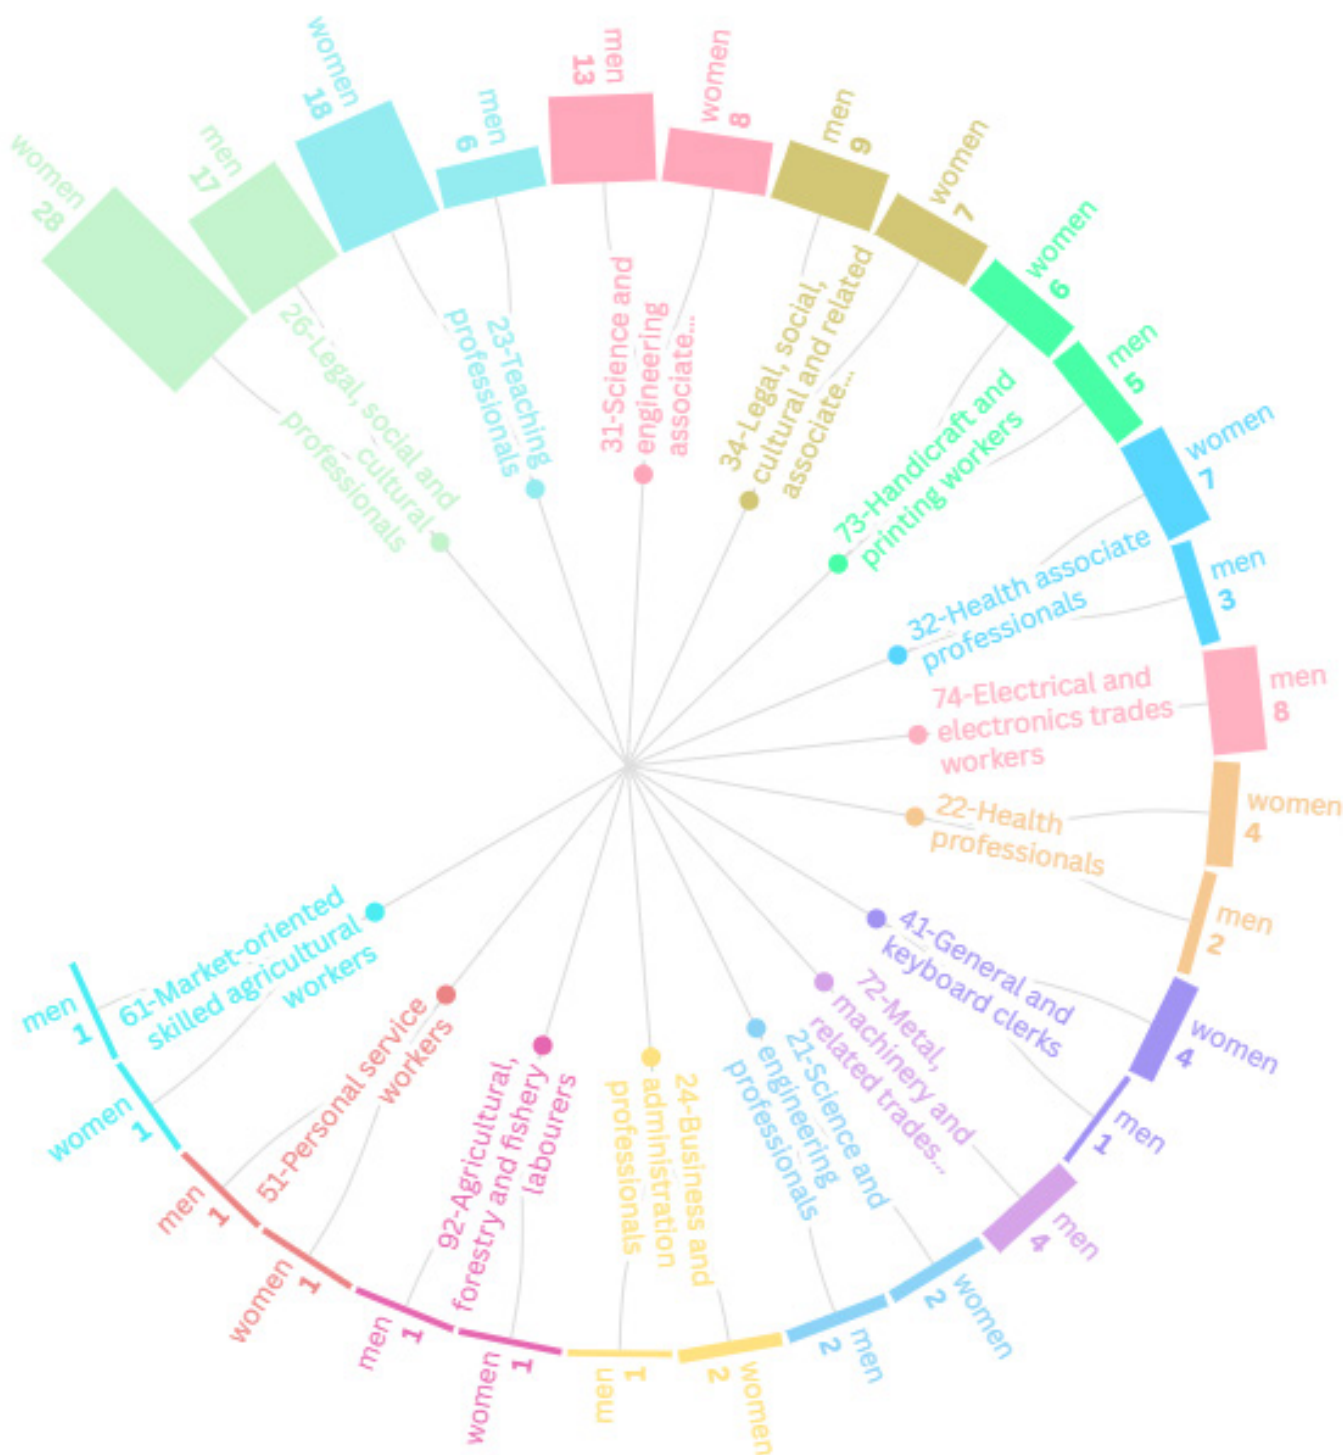 women
28
men
17
26-Legal, social and
cultural
professionals
women
18
men
6
23-Teaching
professionals
men
13
women
8
31-Science and
engineering
associate...
men
9
women
7
34-Legal, social,
cultural and related
associate...
women
6
men
5
73-Handicraft and
printing workers
women
7
men
3
32-Health associate
professionals
men
8
74-Electrical and
electronics trades
workers
women
4
men
2
22-Health
professionals
women
4
men
1
41-General and
keyboard clerks
men
4
72-Metal,
machinery and
related trades...
women
2
men
2
21-Science and
engineering
professionals
women
2
men
1
24-Business and
administration
professionals
women
1
men
1
92-Agricultural,
forestry and fishery
labourers
women
1
men
1
51-Personal service
workers
women
1
men
1
61-Market-oriented
skilled agricultural
workers